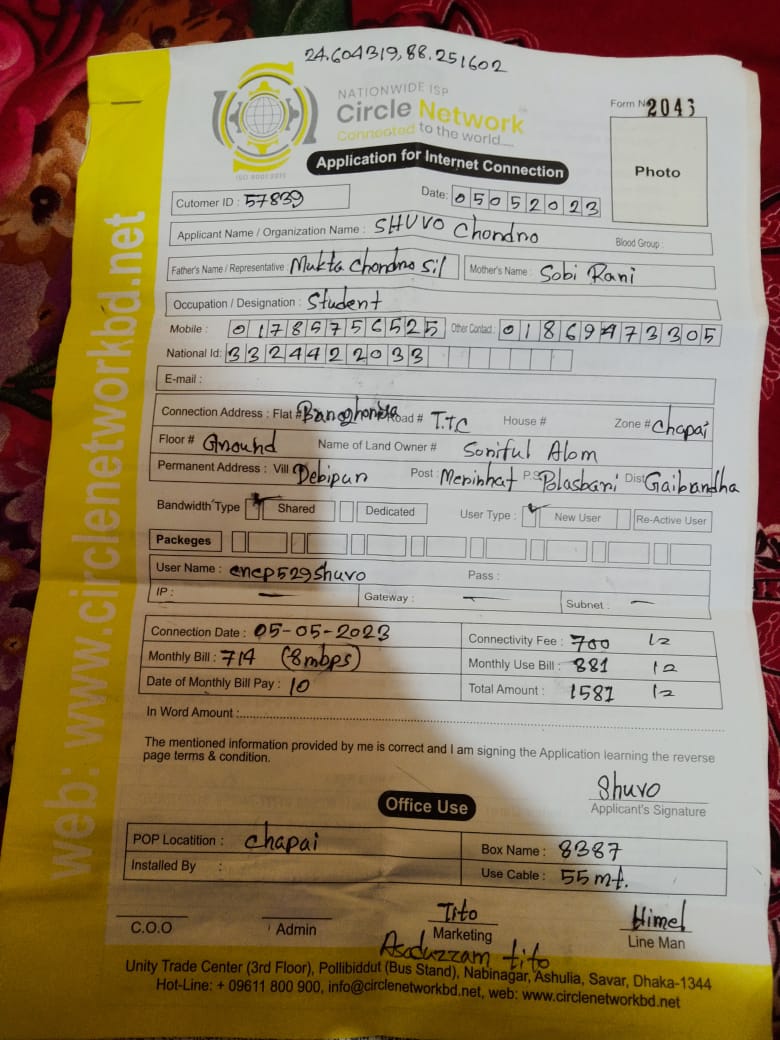 24.604319,88.251602
NATIONWIDE ISP
Circle Network
Connected to the world....
ISO 9001:2015
Form No 2043
Application for Internet Connection
Photo
Cutomer ID : 57839
Date: 05052023
Applicant Name / Organization Name : SHUVO Chondno
Blood Group :
Father's Name / Representative Mukta Chondno Sil
Mother's Name : Sobi Rani
Occupation / Designation : Student
Mobile : 01785756525 Other Contact : 01869473305
National Id: 3324422033
E-mail :
Connection Address : Flat # Road # T.TC House # Zone # Chapai
Floor # Ground Name of Land Owner # Soniful Alom
Permanent Address : Vill Debipun Post : Meninhat P.S Polasbani Dist Gaibandha
Bandwidth Type Shared Dedicated User Type : New User Re-Active User
Packeges
User Name : cncp529shuvo Pass :
IP : — Gateway : — Subnet : —
Connection Date : 05-05-2023 Connectivity Fee : 700
Monthly Bill : 714 (8mbps) Monthly Use Bill : 881
Date of Monthly Bill Pay : 10 Total Amount : 1581
In Word Amount :
The mentioned information provided by me is correct and I am signing the Application learning the reverse
page terms & condition.
Shuvo
Applicant's Signature
Office Use
POP Locatition : Chapai Box Name : 8387
Installed By : Use Cable : 55 mt.
Tito Himel
C.O.O Admin Marketing Line Man
Asaduzzam tito
Unity Trade Center (3rd Floor), Pollibiddut (Bus Stand), Nabinagar, Ashulia, Savar, Dhaka-1344
Hot-Line: + 09611 800 900, info@circlenetworkbd.net, web: www.circlenetworkbd.net
web: www.circlenetworkbd.net